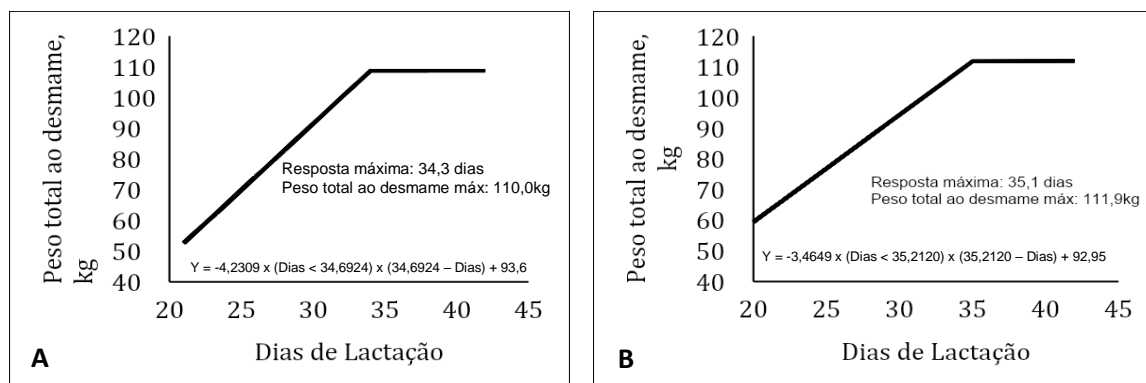 Peso total ao desmame,
kg
120
110
100
90
80
70
60
50
40
Resposta máxima: 34,3 dias
Peso total ao desmame máx: 110,0kg
Y = -4,2309 x (Dias < 34,6924) x (34,6924 – Dias) + 93,6
20 25 30 35 40 45
Dias de Lactação
A
Peso total ao desmame,
kg
120
110
100
90
80
70
60
50
40
Resposta máxima: 35,1 dias
Peso total ao desmame máx: 111,9kg
Y = -3,4649 x (Dias < 35,2120) x (35,2120 – Dias) + 92,95
20 25 30 35 40 45
Dias de Lactação
B